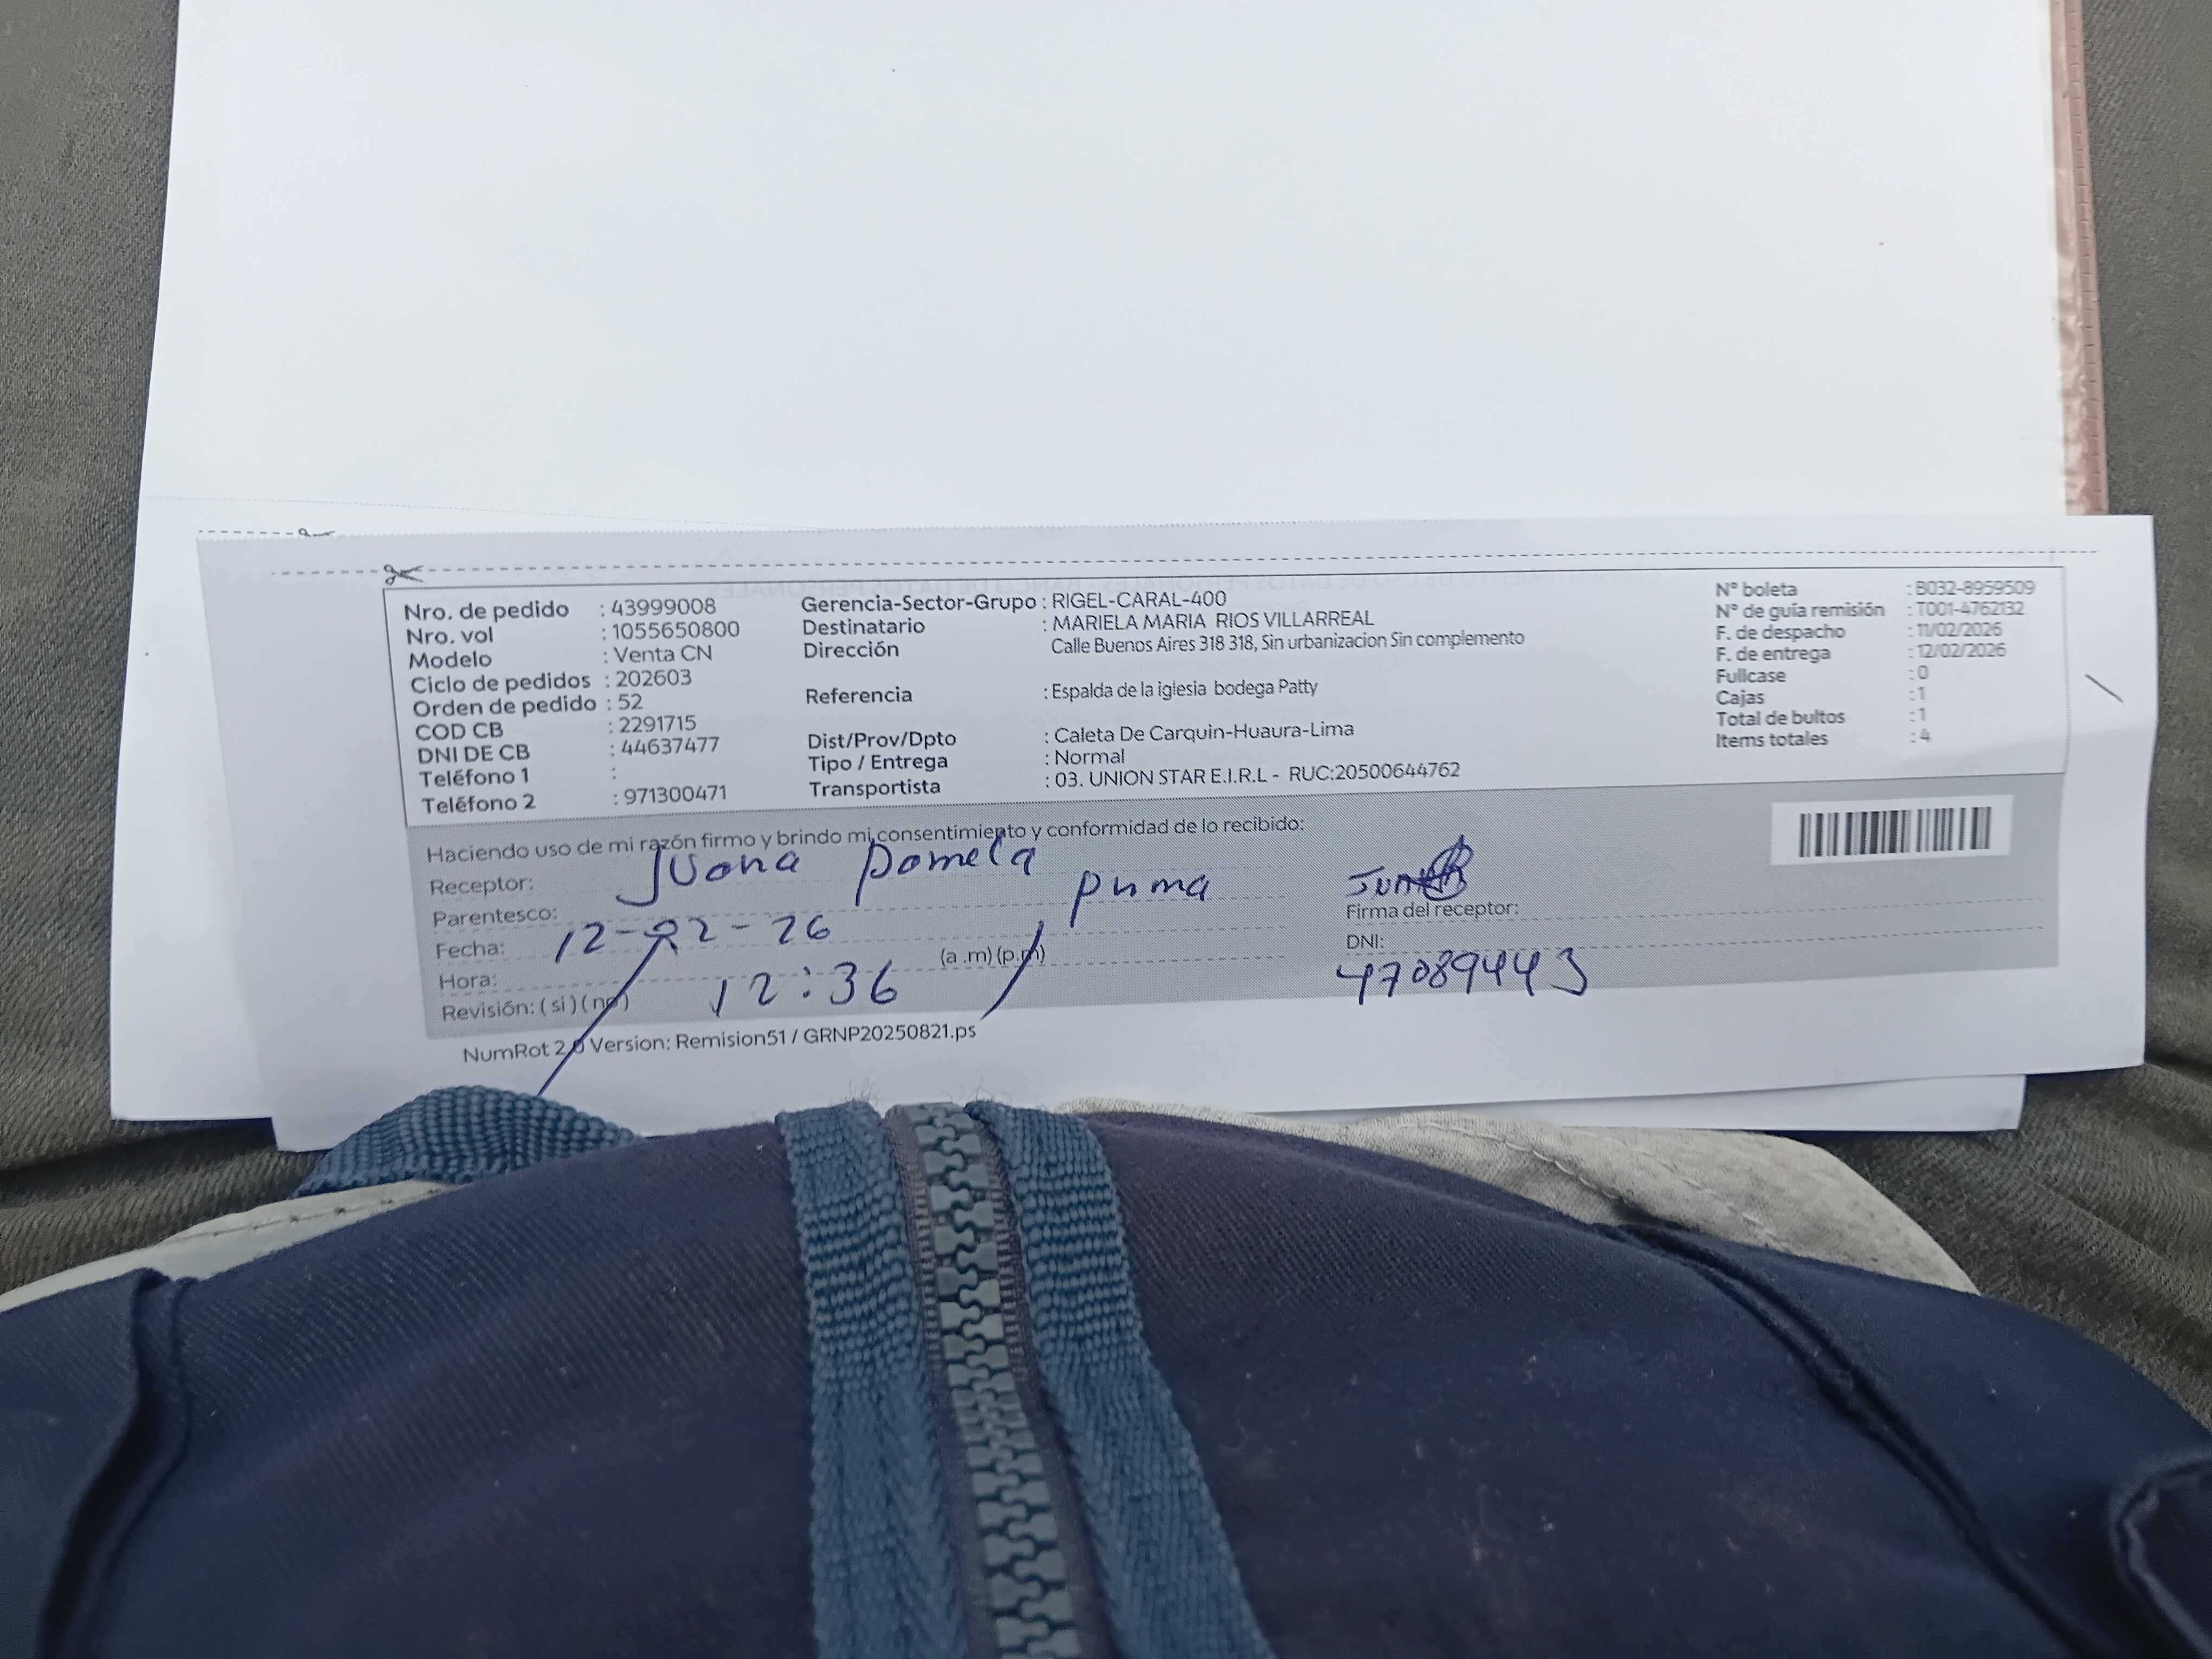 Nro. de pedido : 43999008
Nro. vol : 1055650800
Modelo : Venta CN
Ciclo de pedidos : 202603
Orden de pedido : 52
COD CB : 2291715
DNI DE CB : 44637477
Teléfono 1 :
Teléfono 2 : 971300471
Gerencia-Sector-Grupo : RIGEL-CARAL-400
Destinatario : MARIELA MARIA RIOS VILLARREAL
Dirección Calle Buenos Aires 318 318, Sin urbanizacion Sin complemento
Referencia : Espalda de la iglesia bodega Patty
Dist/Prov/Dpto : Caleta De Carquin-Huaura-Lima
Tipo / Entrega : Normal
Transportista : 03. UNION STAR E.I.R.L - RUC:20500644762
N° boleta : B032-8959509
N° de guía remisión : T001-4762132
F. de despacho : 11/02/2026
F. de entrega : 12/02/2026
Fullcase : 0
Cajas : 1
Total de bultos : 1
Items totales : 4
Haciendo uso de mi razón firmo y brindo mi consentimiento y conformidad de lo recibido:
Receptor: Juana Pamela
Parentesco: puma
Fecha: 12-02-26
Hora: 12:36 (a .m) (p.m)
Revisión: ( si ) ( no )
Firma del receptor:
DNI: 47089443
NumRot 2.0 Version: Remision51 / GRNP20250821.ps